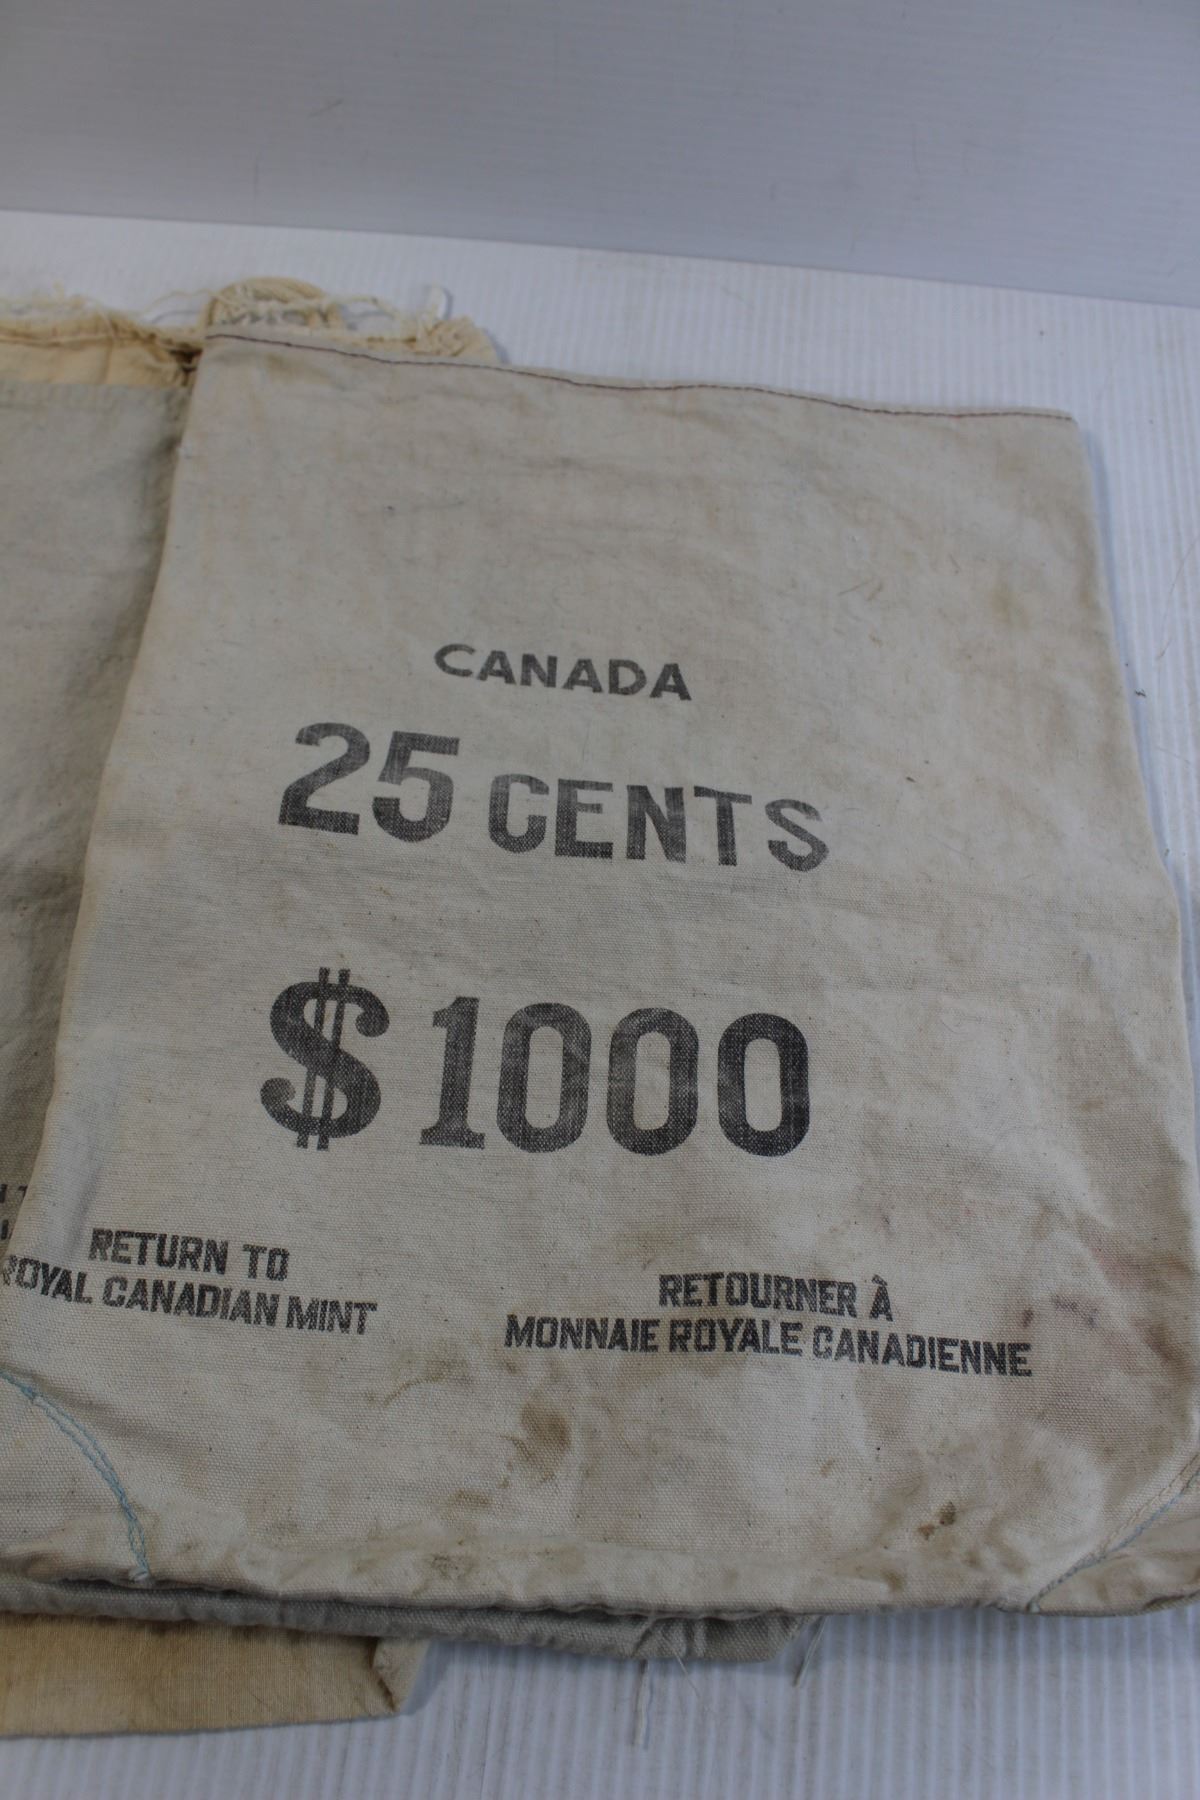 CANADA
25 CENTS
$1000
RETURN TO
ROYAL CANADIAN MINT
RETOURNER À
MONNAIE ROYALE CANADIENNE